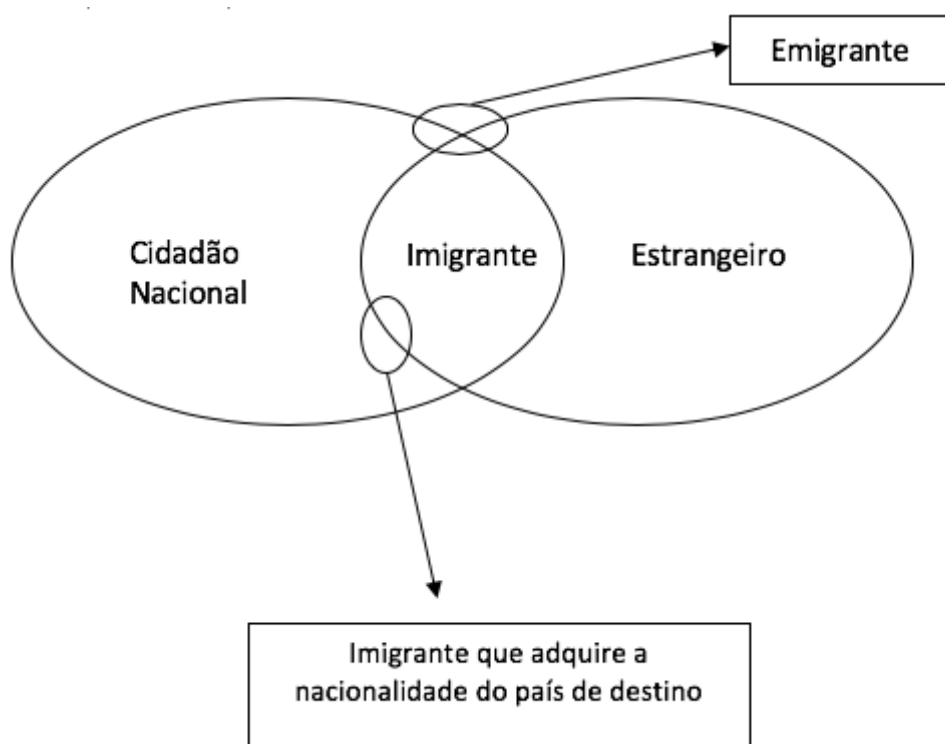 Emigrante
Cidadão
Nacional
Imigrante
Estrangeiro
Imigrante que adquire a
nacionalidade do país de destino